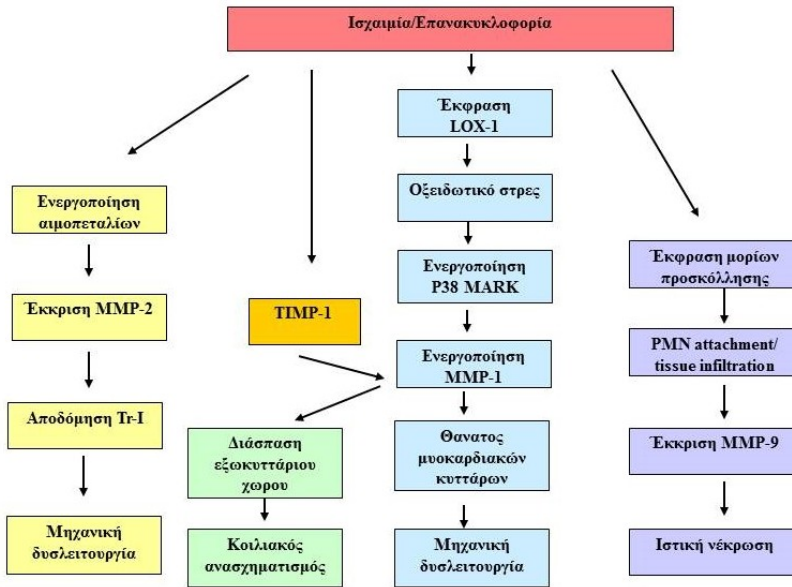 Ισχαιμία/Επανακυκλοφορία
Έκφραση
LOX-1
Οξειδωτικό στρες
Ενεργοποίηση
P38 MARK
Ενεργοποίηση
MMP-1
Θανατος
μυοκαρδιακών
κυττάρων
Μηχανική
δυσλειτουργία
Ενεργοποίηση
αιμοπεταλίων
Έκκριση MMP-2
Αποδόμηση Tr-I
Μηχανική
δυσλειτουργία
TIMP-1
Διάσπαση
εξωκυττάριου
χωρου
Κοιλιακός
ανασχηματισμός
Έκφραση μορίων
προσκόλλησης
PMN attachment/
tissue infiltration
Έκκριση MMP-9
Ιστική νέκρωση